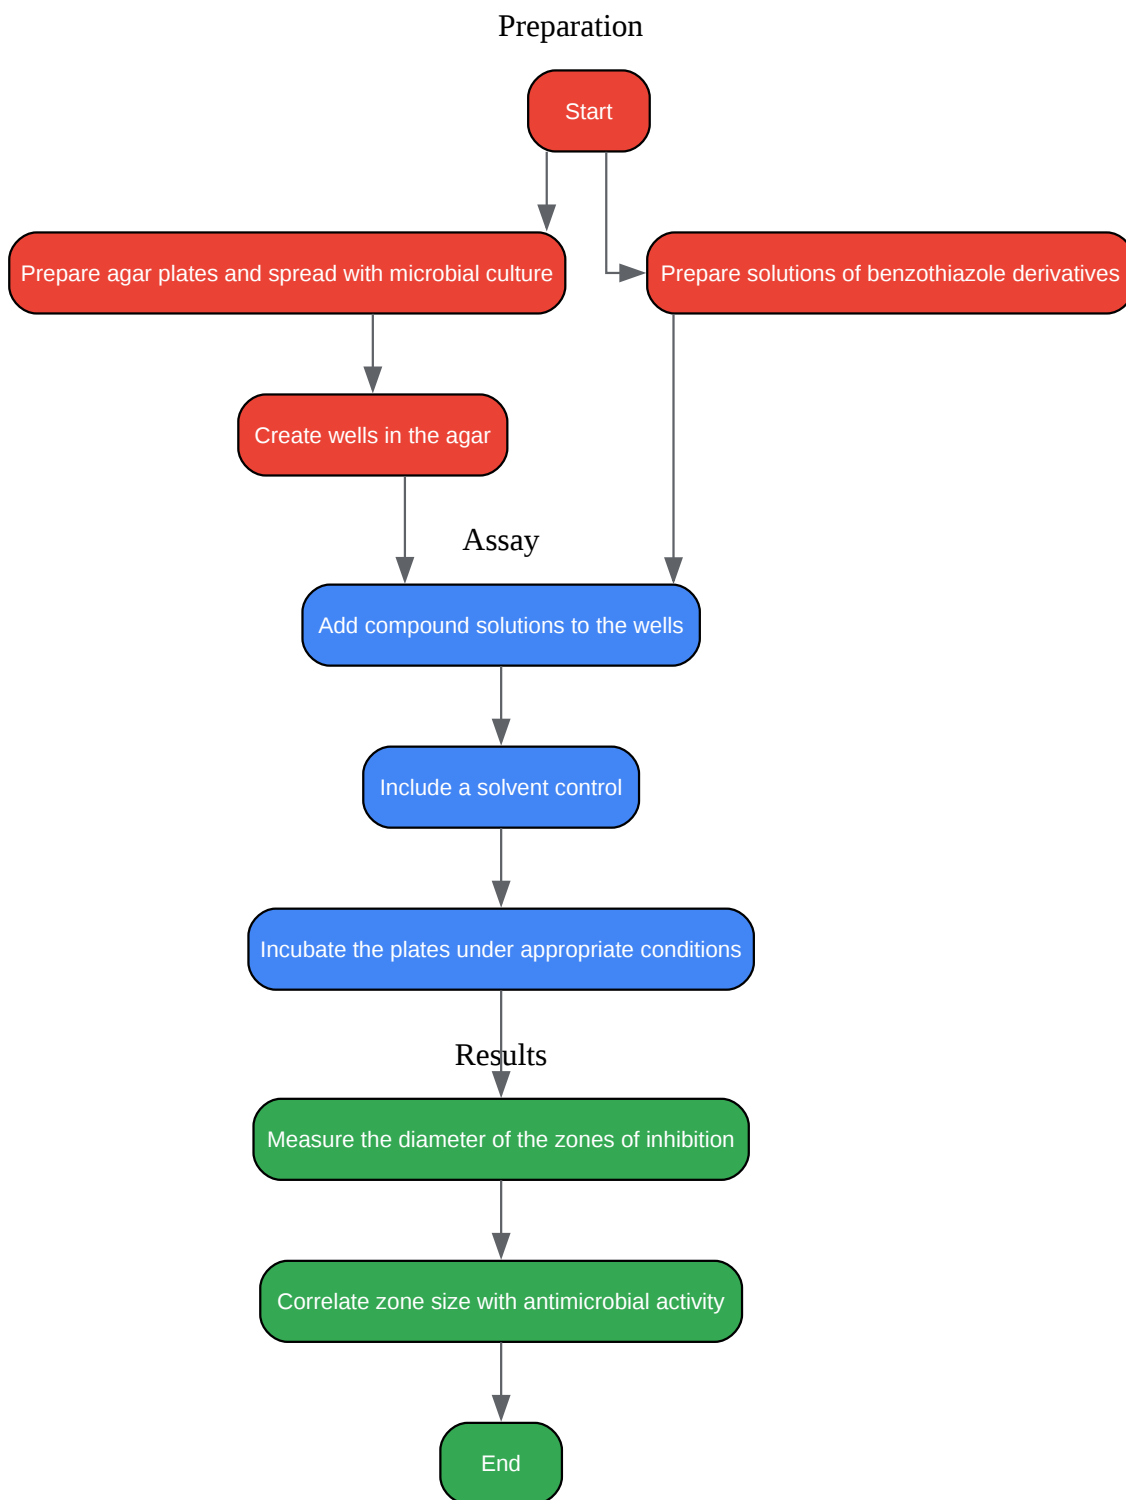 Preparation
Start
Prepare agar plates and spread with microbial culture
Prepare solutions of benzothiazole derivatives
Create wells in the agar
Assay
Add compound solutions to the wells
Include a solvent control
Incubate the plates under appropriate conditions
Results
Measure the diameter of the zones of inhibition
Correlate zone size with antimicrobial activity
End